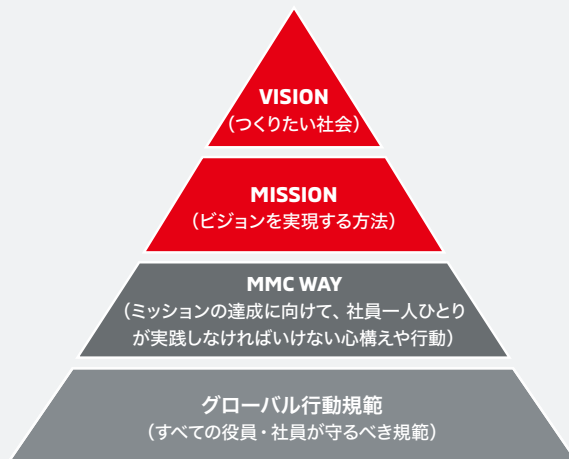 VISION
（つくりたい社会）
MISSION
（ビジョンを実現する方法）
MMC WAY
（ミッションの達成に向けて、社員一人ひとり
が実践しなければいけない心構えや行動）
グローバル行動規範
（すべての役員・社員が守るべき規範）